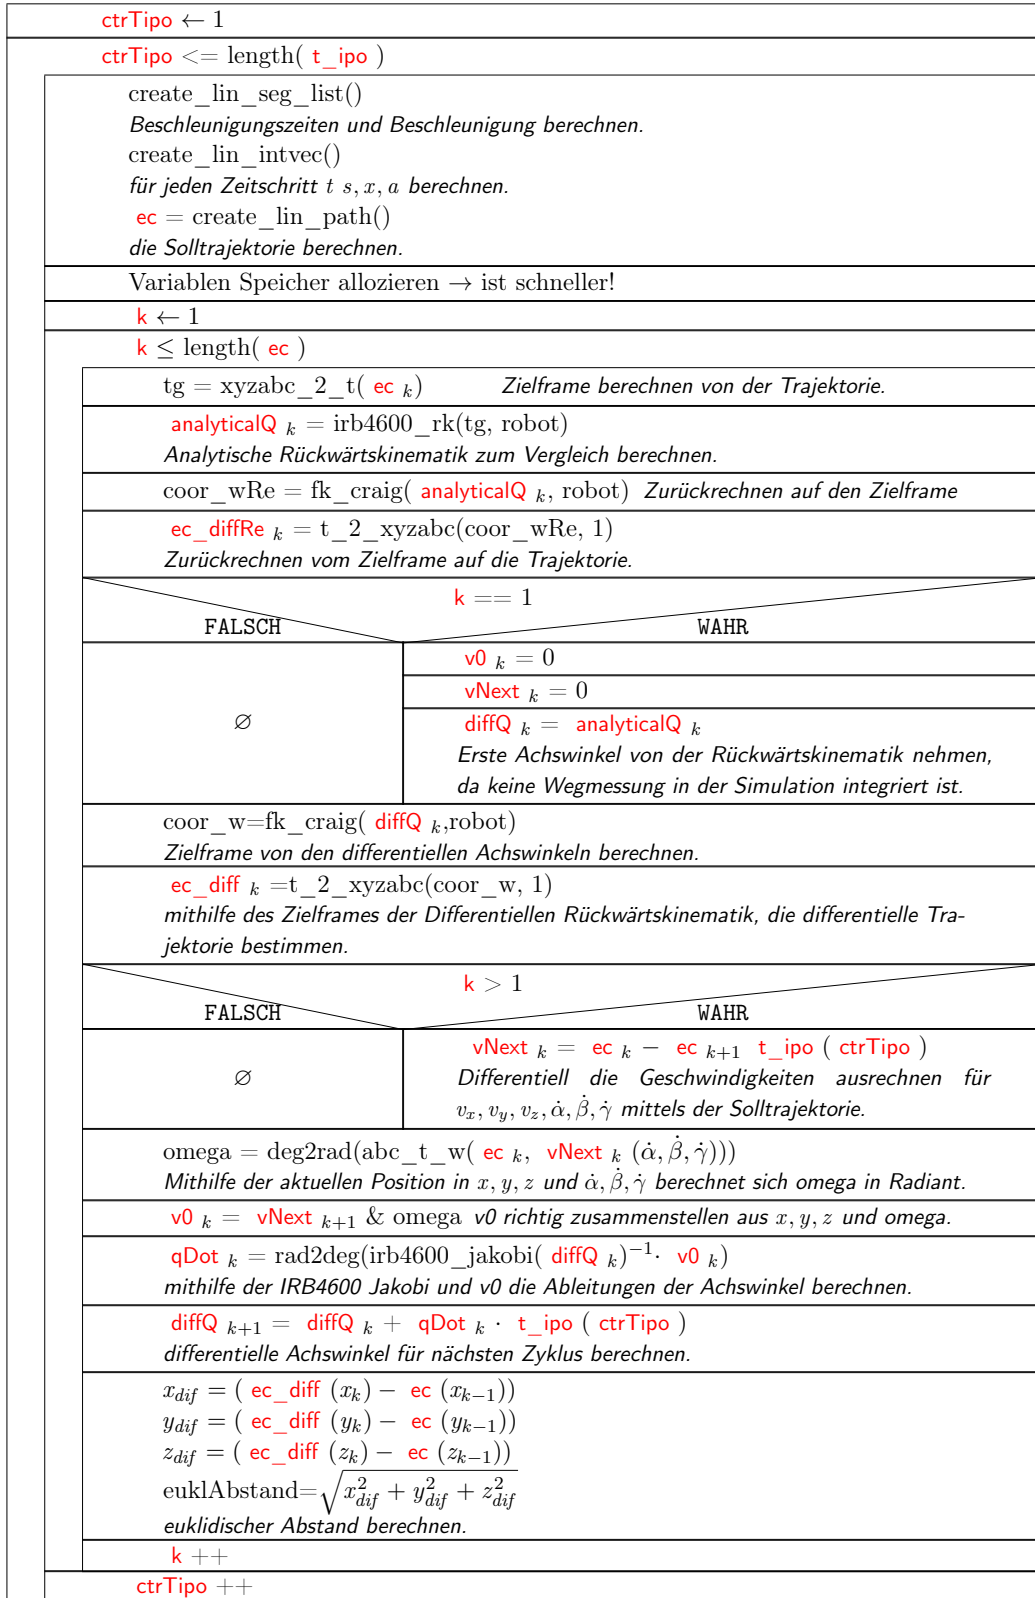 ctrTipo ← 1
ctrTipo <= length( t_ipo )
create_lin_seg_list()
Beschleunigungszeiten und Beschleunigung berechnen.
create_lin_intvec()
für jeden Zeitschritt t s, x, a berechnen.
ec = create_lin_path()
die Solltrajektorie berechnen.
Variablen Speicher allozieren → ist schneller!
k ← 1
k ≤ length( ec )
tg = xyzabc_2_t( ec k) Zielframe berechnen von der Trajektorie.
analyticalQ k = irb4600_rk(tg, robot)
Analytische Rückwärtskinematik zum Vergleich berechnen.
coor_wRe = fk_craig( analyticalQ k, robot) Zurückrechnen auf den Zielframe
ec_diffRe k = t_2_xyzabc(coor_wRe, 1)
Zurückrechnen vom Zielframe auf die Trajektorie.
k == 1
FALSCH WAHR
v0 k = 0
vNext k = 0
∅ diffQ k = analyticalQ k
Erste Achswinkel von der Rückwärtskinematik nehmen,
da keine Wegmessung in der Simulation integriert ist.
coor_w=fk_craig( diffQ k,robot)
Zielframe von den differentiellen Achswinkeln berechnen.
ec_diff k =t_2_xyzabc(coor_w, 1)
mithilfe des Zielframes der Differentiellen Rückwärtskinematik, die differentielle Tra-
jektorie bestimmen.
k > 1
FALSCH WAHR
vNext k = ec k − ec k+1 t_ipo ( ctrTipo )
∅ Differentiell die Geschwindigkeiten ausrechnen für
vx, vy, vz, α̇, β̇, γ̇ mittels der Solltrajektorie.
omega = deg2rad(abc_t_w( ec k, vNext k (α̇, β̇, γ̇)))
Mithilfe der aktuellen Position in x, y, z und α̇, β̇, γ̇ berechnet sich omega in Radiant.
v0 k = vNext k+1 & omega v0 richtig zusammenstellen aus x, y, z und omega.
qDot k = rad2deg(irb4600_jakobi( diffQ k)−1· v0 k)
mithilfe der IRB4600 Jakobi und v0 die Ableitungen der Achswinkel berechnen.
diffQ k+1 = diffQ k + qDot k · t_ipo ( ctrTipo )
differentielle Achswinkel für nächsten Zyklus berechnen.
xdif = ( ec_diff (xk) − ec (xk−1))
ydif = ( ec_diff (yk) − ec (yk−1))
zdif = ( ec_diff (zk) − ec (zk−1))
euklAbstand=√x²dif + y²dif + z²dif
euklidischer Abstand berechnen.
k ++
ctrTipo ++